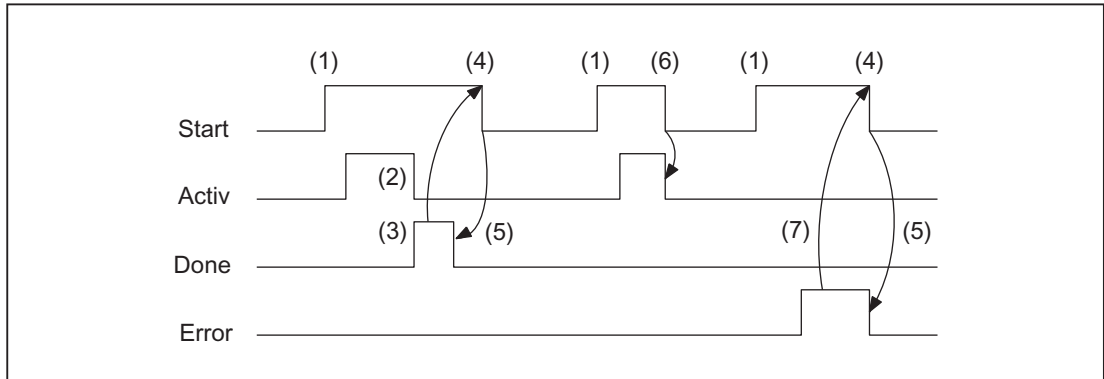 (1) (4) (1) (6) (1) (4)
Start
(2)
Activ
(3) (5) (7) (5)
Done
Error